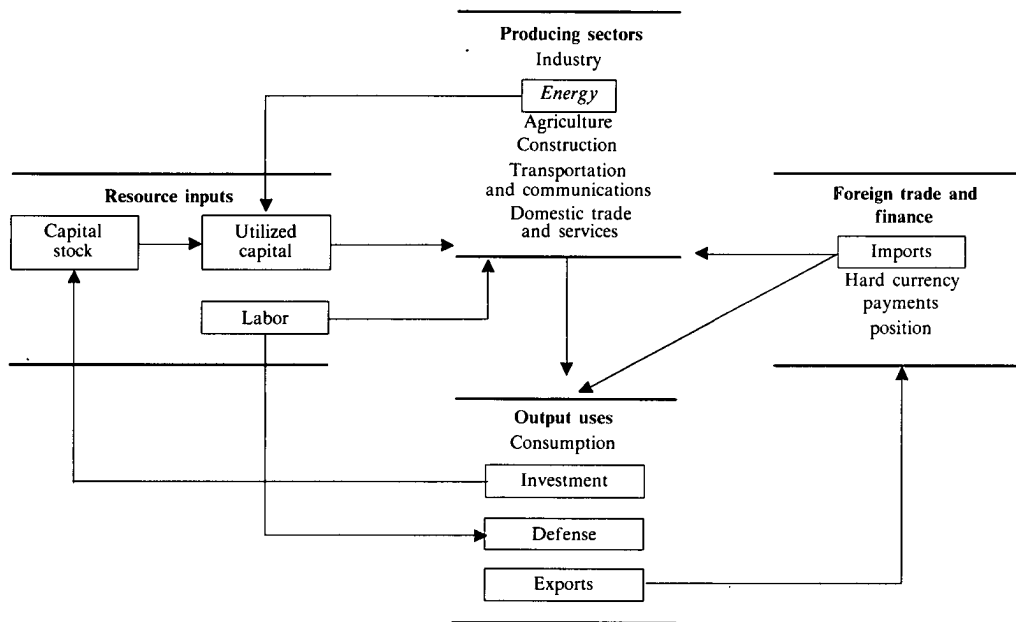 Producing sectors
Industry
Energy
Agriculture
Construction
Transportation
and communications
Domestic trade
and services
Resource inputs
Capital
stock
Utilized
capital
Labor
Foreign trade and
finance
Imports
Hard currency
payments
position
Output uses
Consumption
Investment
Defense
Exports